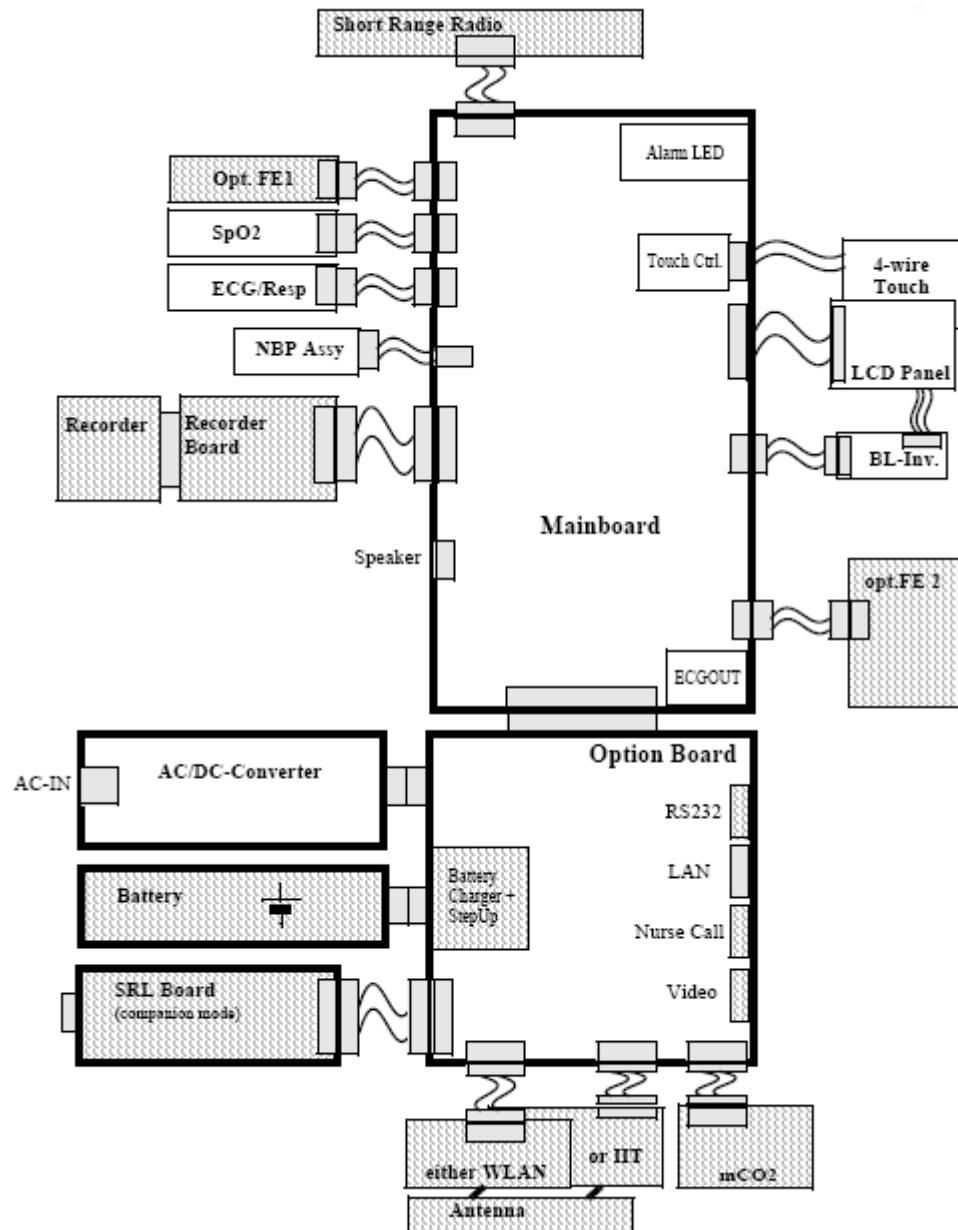 Short Range Radio
Alarm LED
Opt. FE1
SpO2
Touch Ctrl.
4-wire
Touch
ECG/Resp
NBP Assy
LCD Panel
Recorder
Recorder
Board
BL-Inv.
Mainboard
Speaker
opt.FE 2
ECGOUT
Option Board
AC/DC-Converter
AC-IN
RS232
LAN
Battery
Charger +
StepUp
Battery
Nurse Call
SRL Board
(companion mode)
Video
either WLAN
or IIT
mCO2
Antenna